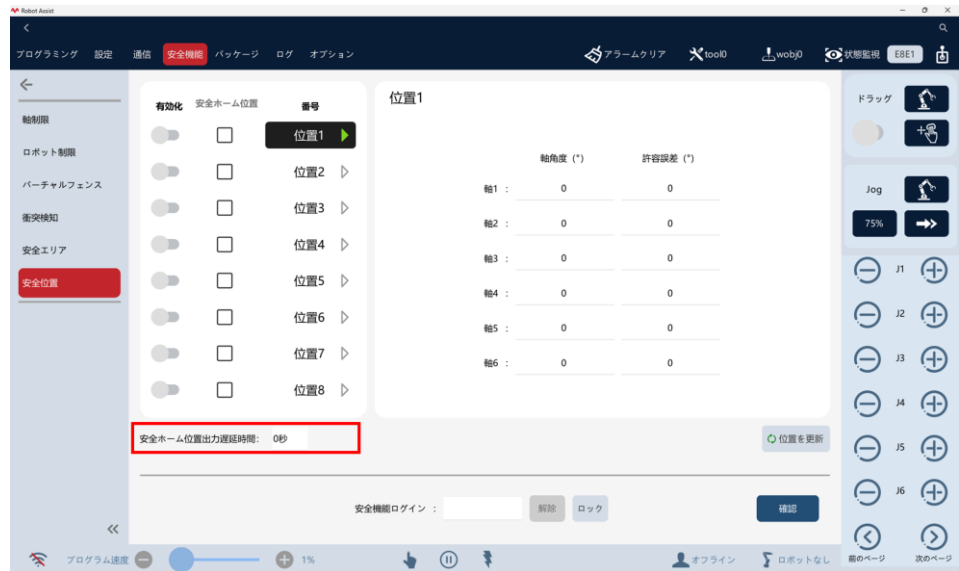 Robot Assist
プログラミング 設定 通信 安全機能 パッケージ ログ オプション アラームクリア tool0 wobj0 状態監視 E8E1
軸制限
ロボット制限
バーチャルフェンス
衝突検知
安全エリア
安全位置
有効化 安全ホーム位置 番号
位置1
位置2
位置3
位置4
位置5
位置6
位置7
位置8
位置1
軸角度 (°) 許容誤差 (°)
軸1 : 0 0
軸2 : 0 0
軸3 : 0 0
軸4 : 0 0
軸5 : 0 0
軸6 : 0 0
安全ホーム位置出力遅延時間: 0秒
位置を更新
安全機能ログイン : 解除 ロック 確認
ドラッグ
Jog
75%
J1
J2
J3
J4
J5
J6
前のページ 次のページ
プログラム速度 1% オフライン ロボットなし